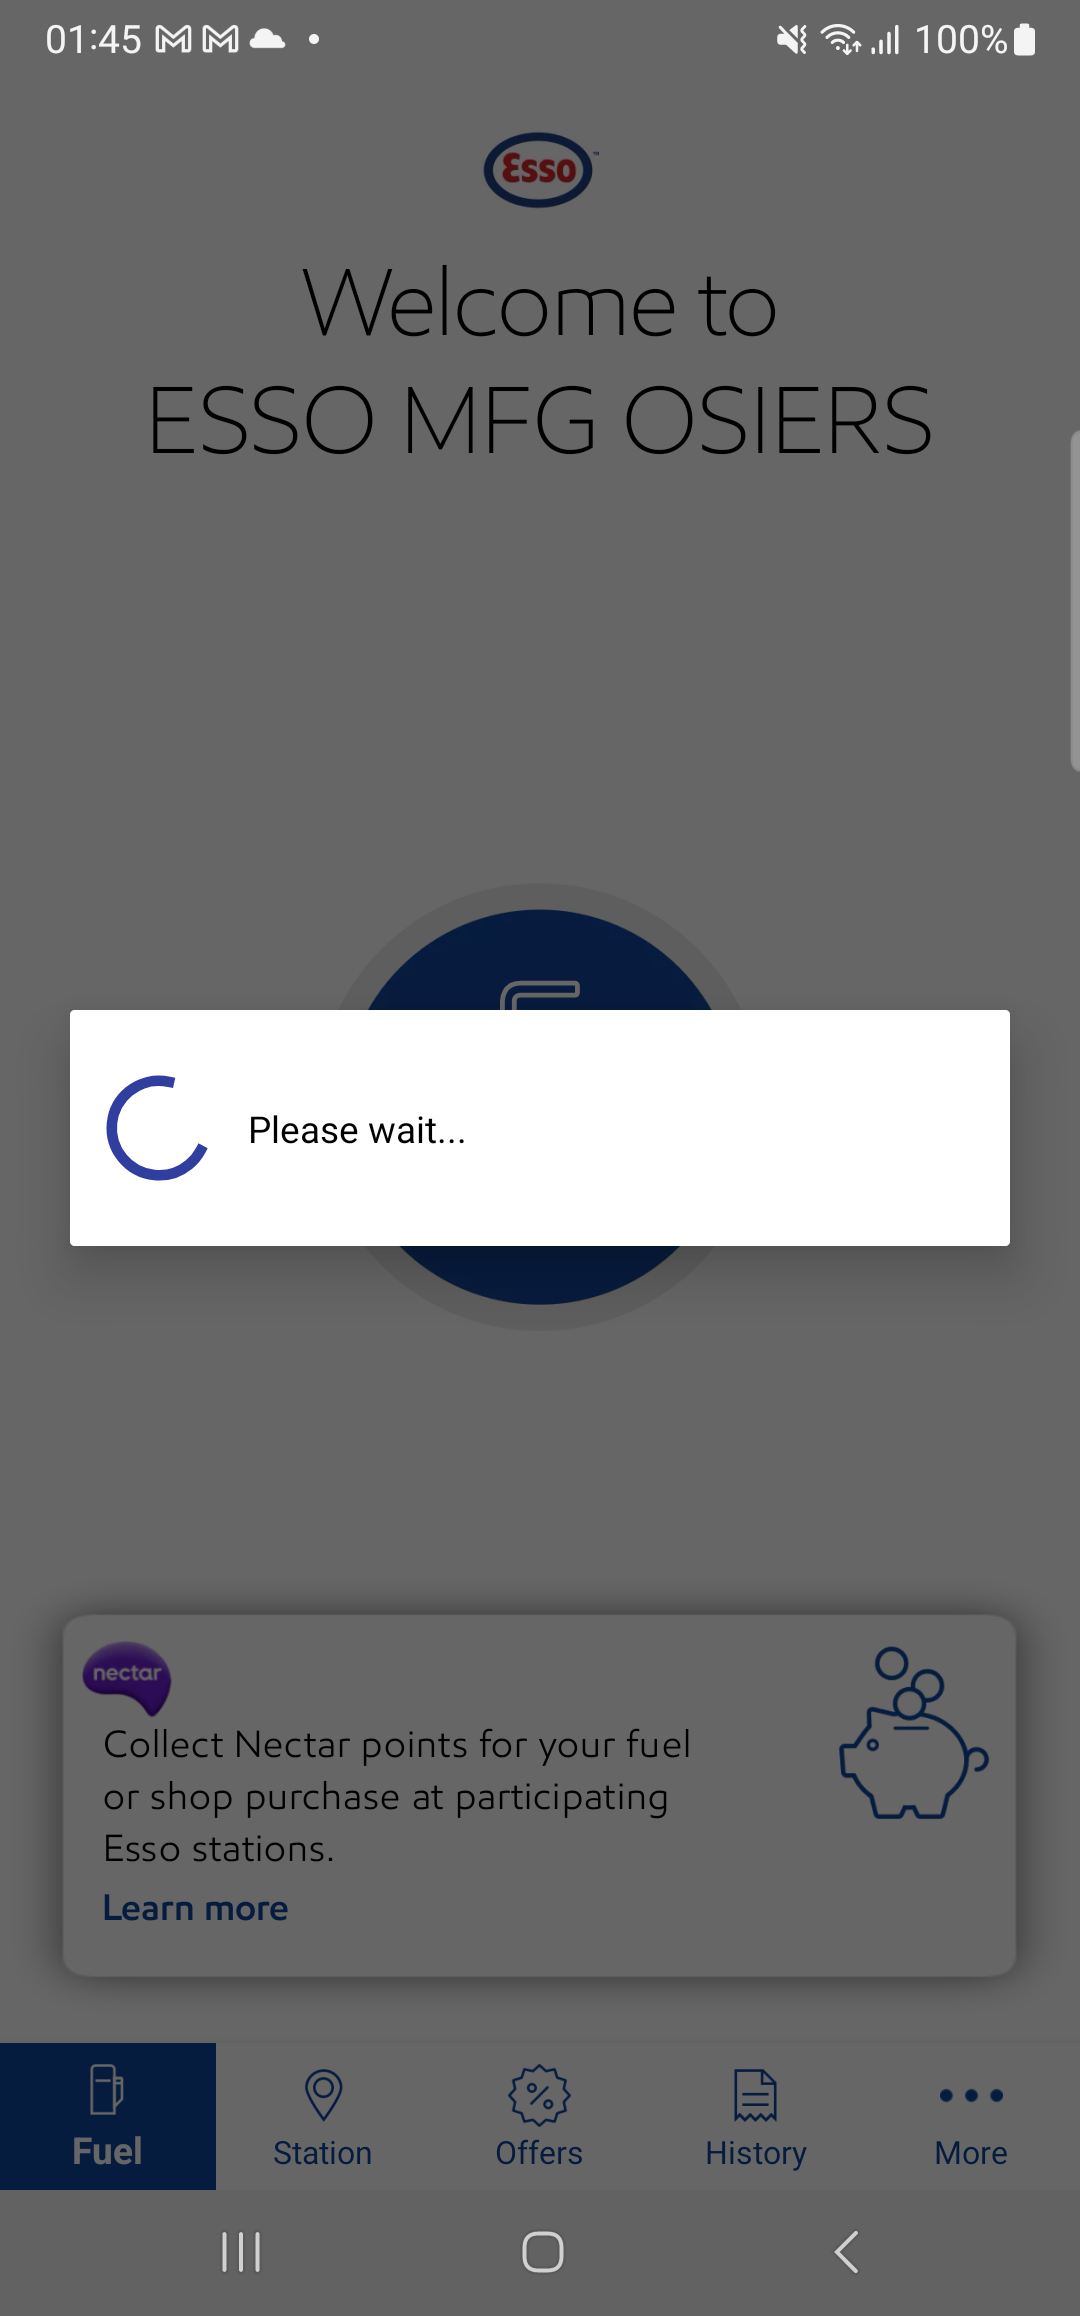 01:45
100%
Esso
Welcome to
ESSO MFG OSIERS
Please wait...
nectar
Collect Nectar points for your fuel
or shop purchase at participating
Esso stations.
Learn more
Fuel
Station
Offers
History
More